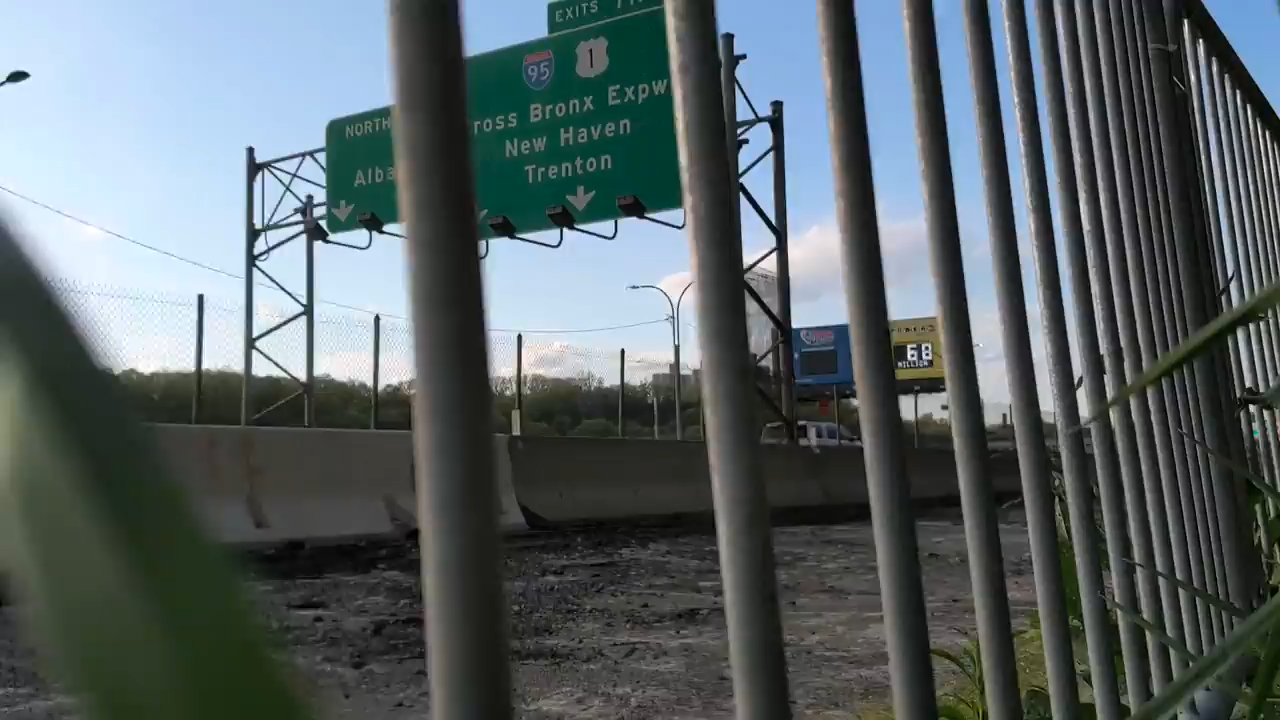 EXITS
95
1
NORTH
ross Bronx Expw
New Haven
Alba
Trenton
68
MILLION